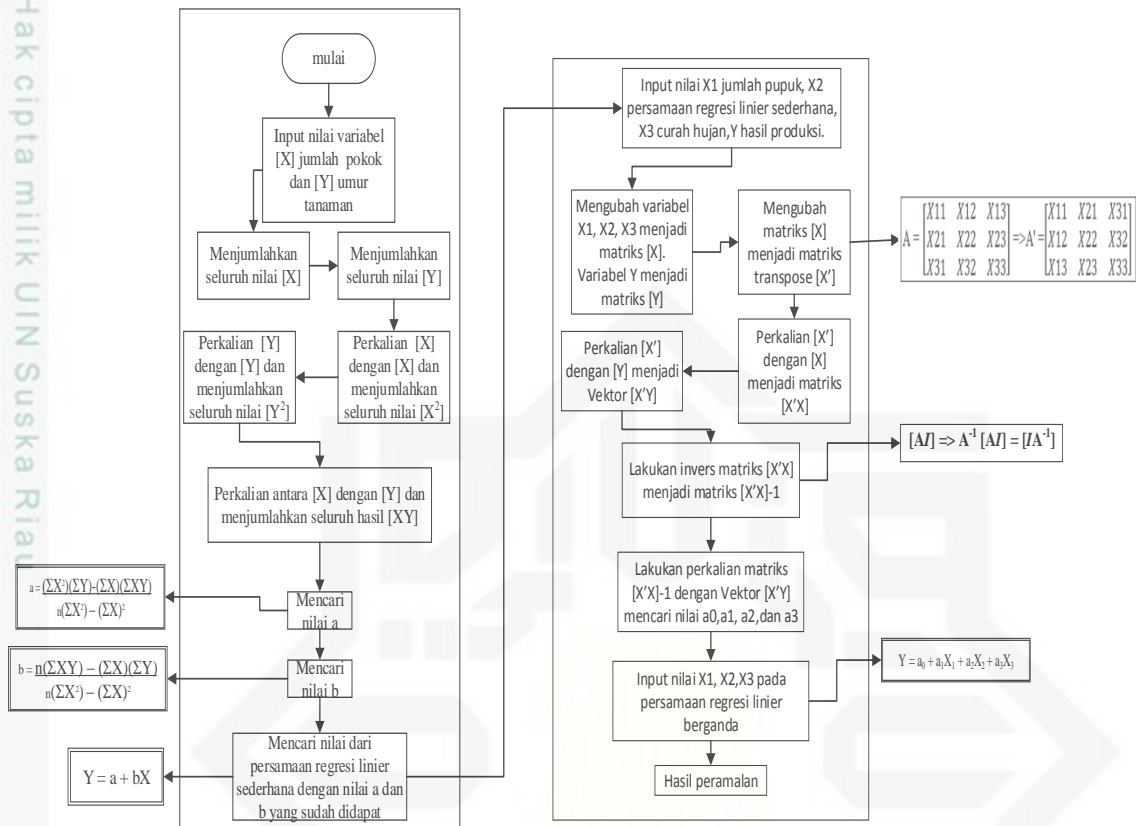 Hak cipta milik UIN Suska Riau
mulai
Input nilai variabel
[X] jumlah pokok
dan [Y] umur
tanaman
Menjumlahkan
seluruh nilai [X]
Menjumlahkan
seluruh nilai [Y]
Perkalian [Y]
dengan [Y] dan
menjumlahkan
seluruh nilai [Y²]
Perkalian [X]
dengan [X] dan
menjumlahkan
seluruh nilai [X²]
Perkalian antara [X] dengan [Y] dan
menjumlahkan seluruh hasil [XY]
Mencari
nilai a
a = (ΣX²)(ΣY)-(ΣX)(ΣXY)
n(ΣX²) – (ΣX)²
Mencari
nilai b
b = n(ΣXY) – (ΣX)(ΣY)
n(ΣX²) – (ΣX)²
Mencari nilai dari
persamaan regresi linier
sederhana dengan nilai a dan
b yang sudah didapat
Y = a + bX
Input nilai X1 jumlah pupuk, X2
persamaan regresi linier sederhana,
X3 curah hujan,Y hasil produksi.
Mengubah variabel
X1, X2, X3 menjadi
matriks [X].
Variabel Y menjadi
matriks [Y]
Mengubah
matriks [X]
menjadi matriks
transpose [X']
X11 X12 X13 X11 X21 X31
A = X21 X22 X23 =>A'= X12 X22 X32
X31 X32 X33 X13 X23 X33
Perkalian [X']
dengan [X]
menjadi matriks
[X'X]
Perkalian [X']
dengan [Y] menjadi
Vektor [X'Y]
Lakukan invers matriks [X'X]
menjadi matriks [X'X]-1
[AI] => A⁻¹ [AI] = [IA⁻¹]
Lakukan perkalian matriks
[X'X]-1 dengan Vektor [X'Y]
mencari nilai a0,a1, a2,dan a3
Input nilai X1, X2,X3 pada
persamaan regresi linier
berganda
Y = a₀ + a₁X₁ + a₂X₂ + a₃X₃
Hasil peramalan